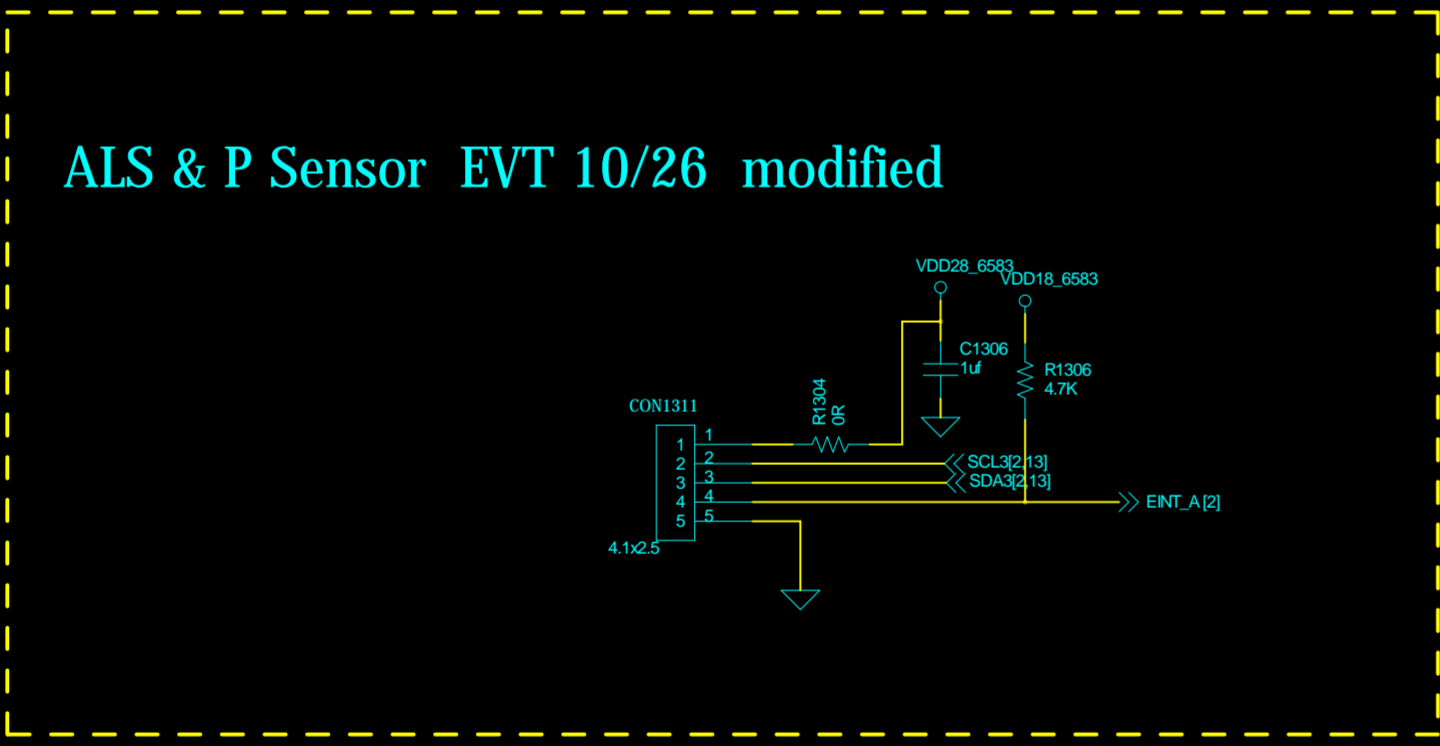 ALS & P Sensor EVT 10/26 modified
VDD28_6583
VDD18_6583
C1306
1uf
R1306
4.7K
R1304
0R
CON1311
1 1
2 2
3 3
4 4
5 5
SCL3[2,13]
SDA3[2,13]
EINT_A[2]
4.1x2.5